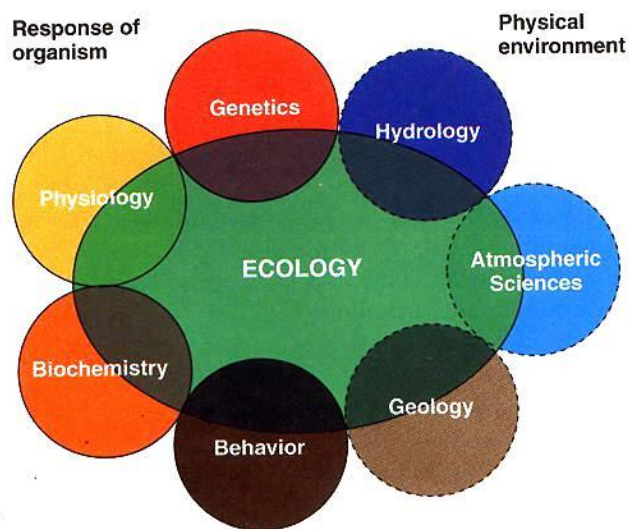 Response of
organism
Physical
environment
Genetics
Hydrology
Physiology
ECOLOGY
Atmospheric
Sciences
Biochemistry
Geology
Behavior